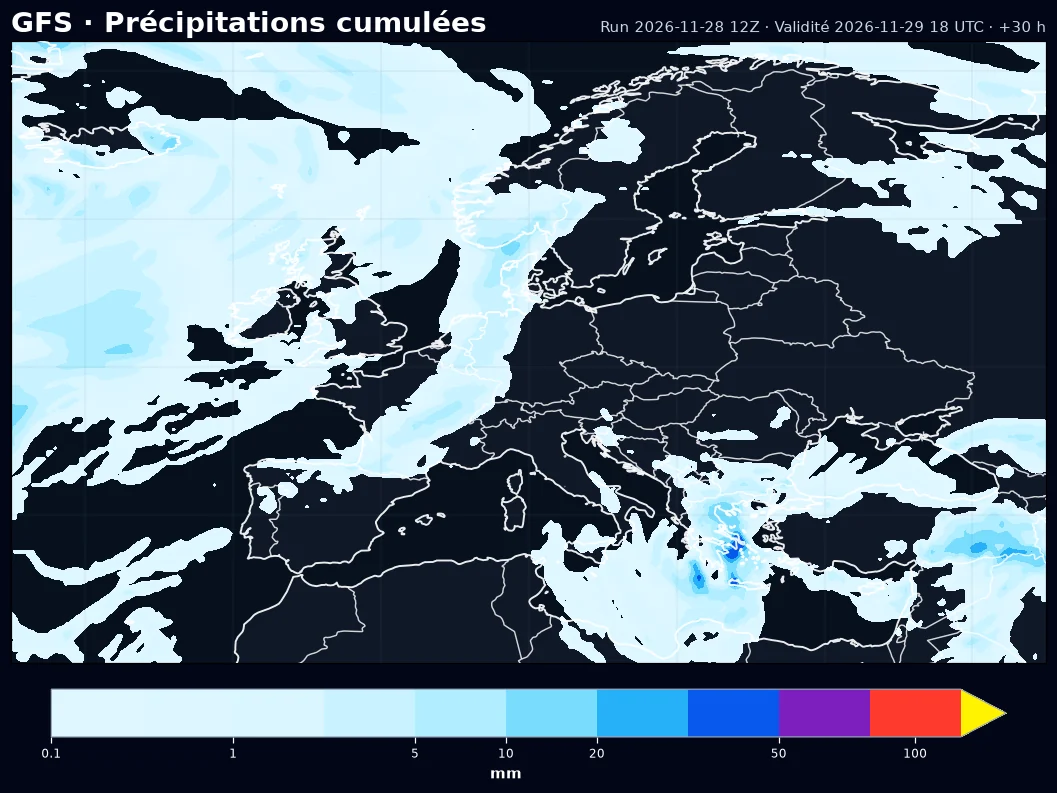 GFS · Précipitations cumulées
Run 2026-11-28 12Z · Validité 2026-11-29 18 UTC · +30 h
0.1 1 5 10 20 50 100
mm